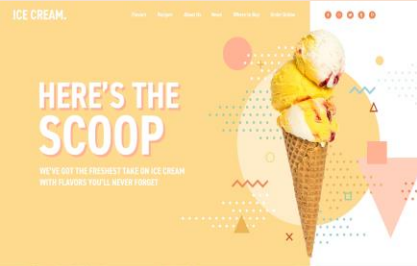 ICE CREAM.
Flavors Recipes About Us News Where to Buy Order Online
HERE'S THE
SCOOP
WE'VE GOT THE FRESHEST TAKE ON ICE CREAM
WITH FLAVORS YOU'LL NEVER FORGET